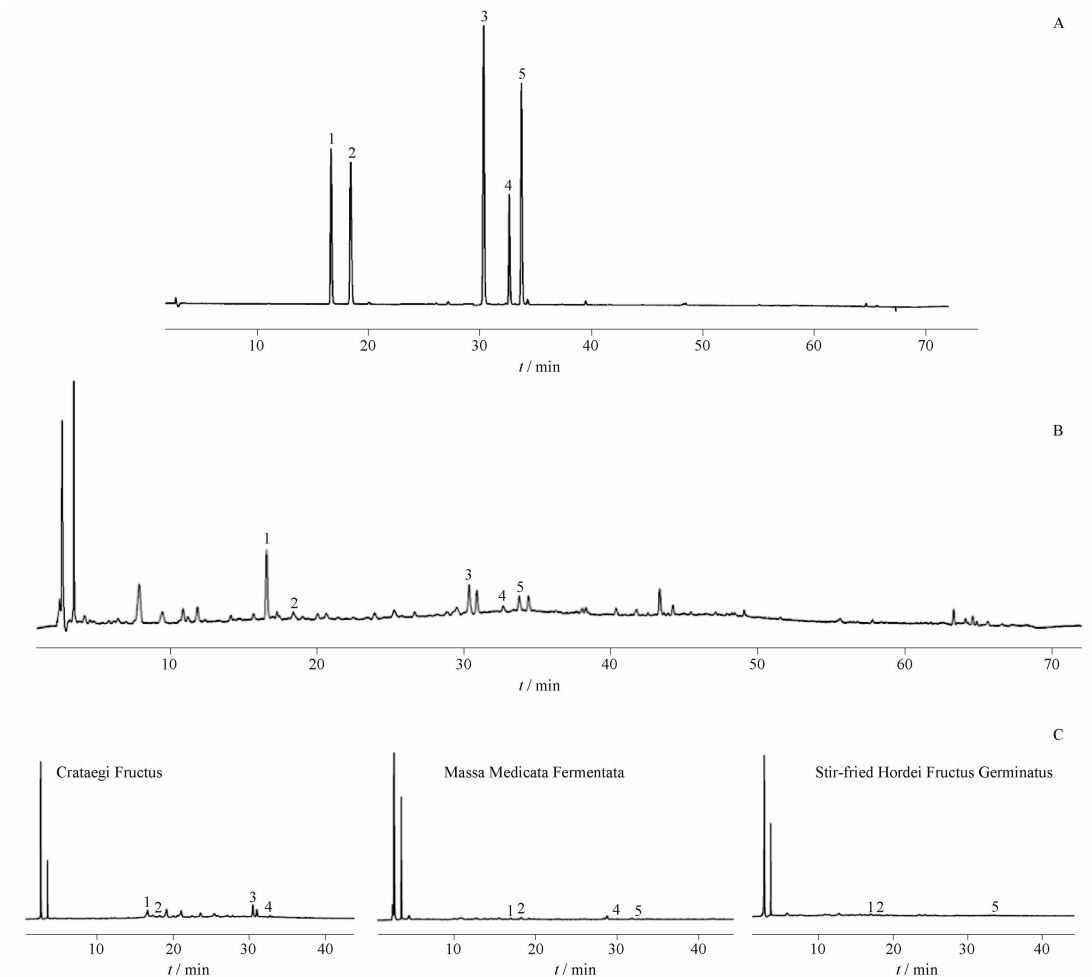 A
3
5
1
2
4
10 20 30 40 50 60 70
t / min
B
1
3
5
4
2
10 20 30 40 50 60 70
t / min
C
Crataegi Fructus
Massa Medicata Fermentata
Stir-fried Hordei Fructus Germinatus
1 2 3 4
1 2 4 5
1 2 5
10 20 30 40
10 20 30 40
10 20 30 40
t / min
t / min
t / min